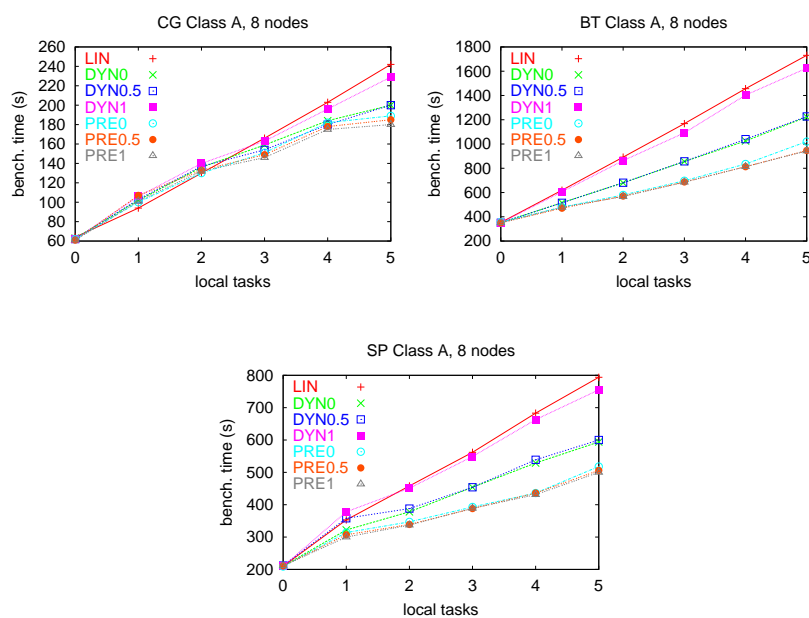 CG Class A, 8 nodes
bench. time (s)
260
240
220
200
180
160
140
120
100
80
60
LIN
DYN0
DYN0.5
DYN1
PRE0
PRE0.5
PRE1
0 1 2 3 4 5
local tasks
BT Class A, 8 nodes
bench. time (s)
1800
1600
1400
1200
1000
800
600
400
200
LIN
DYN0
DYN0.5
DYN1
PRE0
PRE0.5
PRE1
0 1 2 3 4 5
local tasks
SP Class A, 8 nodes
bench. time (s)
800
700
600
500
400
300
200
LIN
DYN0
DYN0.5
DYN1
PRE0
PRE0.5
PRE1
0 1 2 3 4 5
local tasks